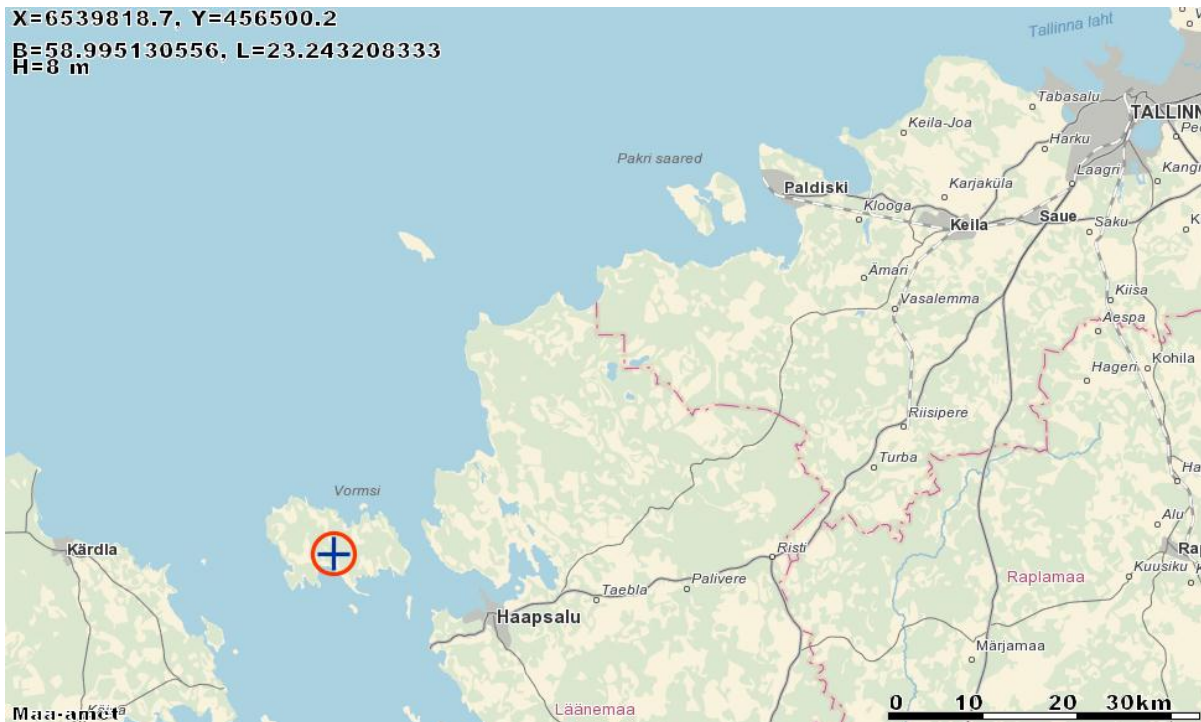 X=6539818.7, Y=456500.2
B=58.995130556, L=23.243208333
H=8 m
Tallinna laht
Tabasalu
TALLINN
Keila-Joa
Harku
Pakri saared
Laagri
Paldiski
Karjaküla
Klooga
Keila
Saue
Saku
Ämari
Kiisa
Vasalemma
Aespa
Kohila
Hageri
Riisipere
Turba
Vormsi
Alu
Kärdla
Risti
Raplamaa
Kuusiku
Taebla
Palivere
Haapsalu
Märjamaa
Läänemaa
0 10 20 30km
Maa-amet